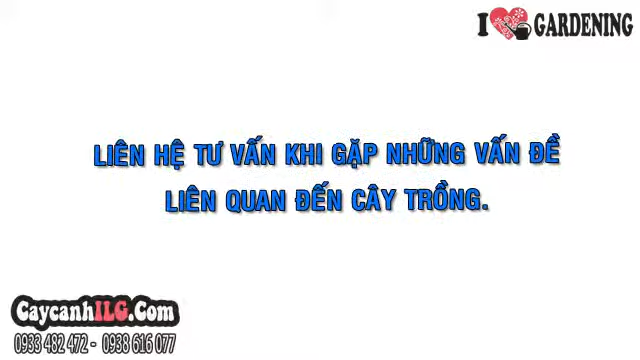 I GARDENING
LIÊN HỆ TƯ VẤN KHI GẶP NHỮNG VẤN ĐỀ
LIÊN QUAN ĐẾN CÂY TRỒNG.
CaycanhILG.Com
0933 482 472 - 0938 616 077